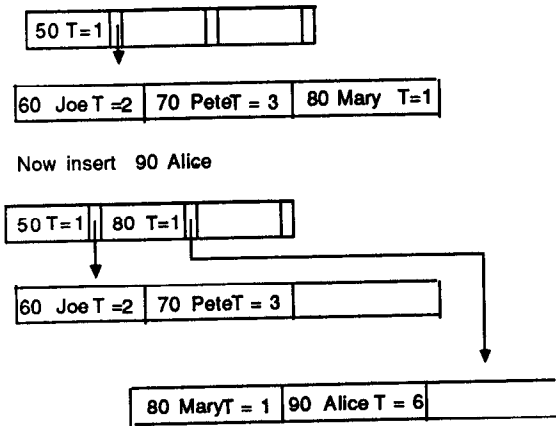 50 T=1
60 Joe T =2 70 PeteT = 3 80 Mary T=1
Now insert 90 Alice
50 T=1 80 T=1
60 Joe T =2 70 PeteT = 3
80 MaryT = 1 90 Alice T = 6